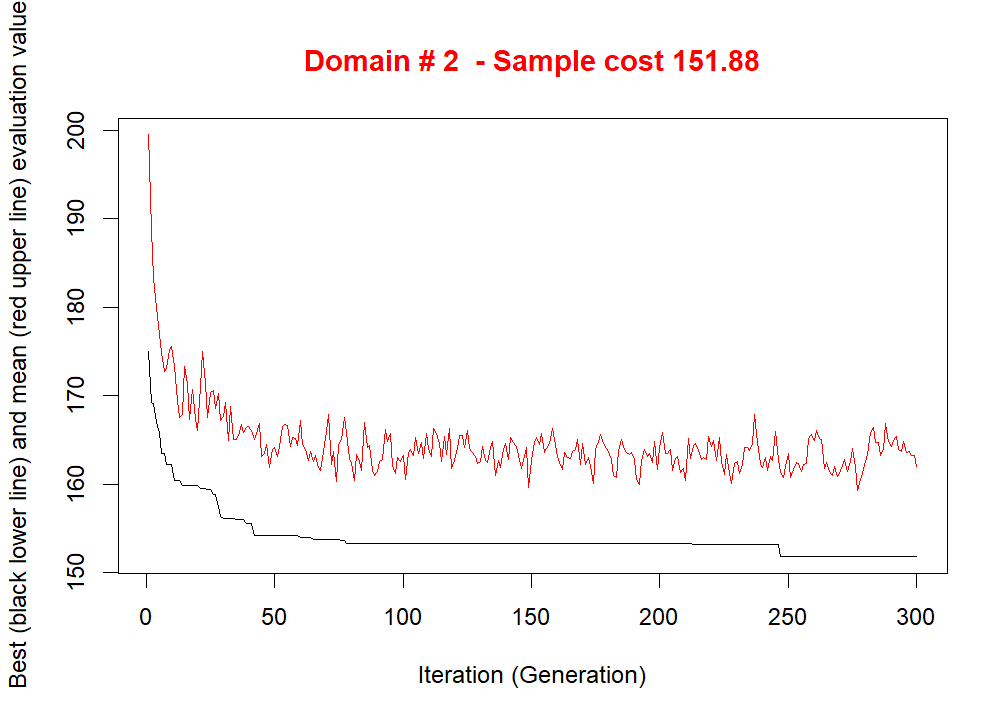 Domain # 2  - Sample cost 151.88
Best (black lower line) and mean (red upper line) evaluation value
200
190
180
170
160
150
0 50 100 150 200 250 300
Iteration (Generation)